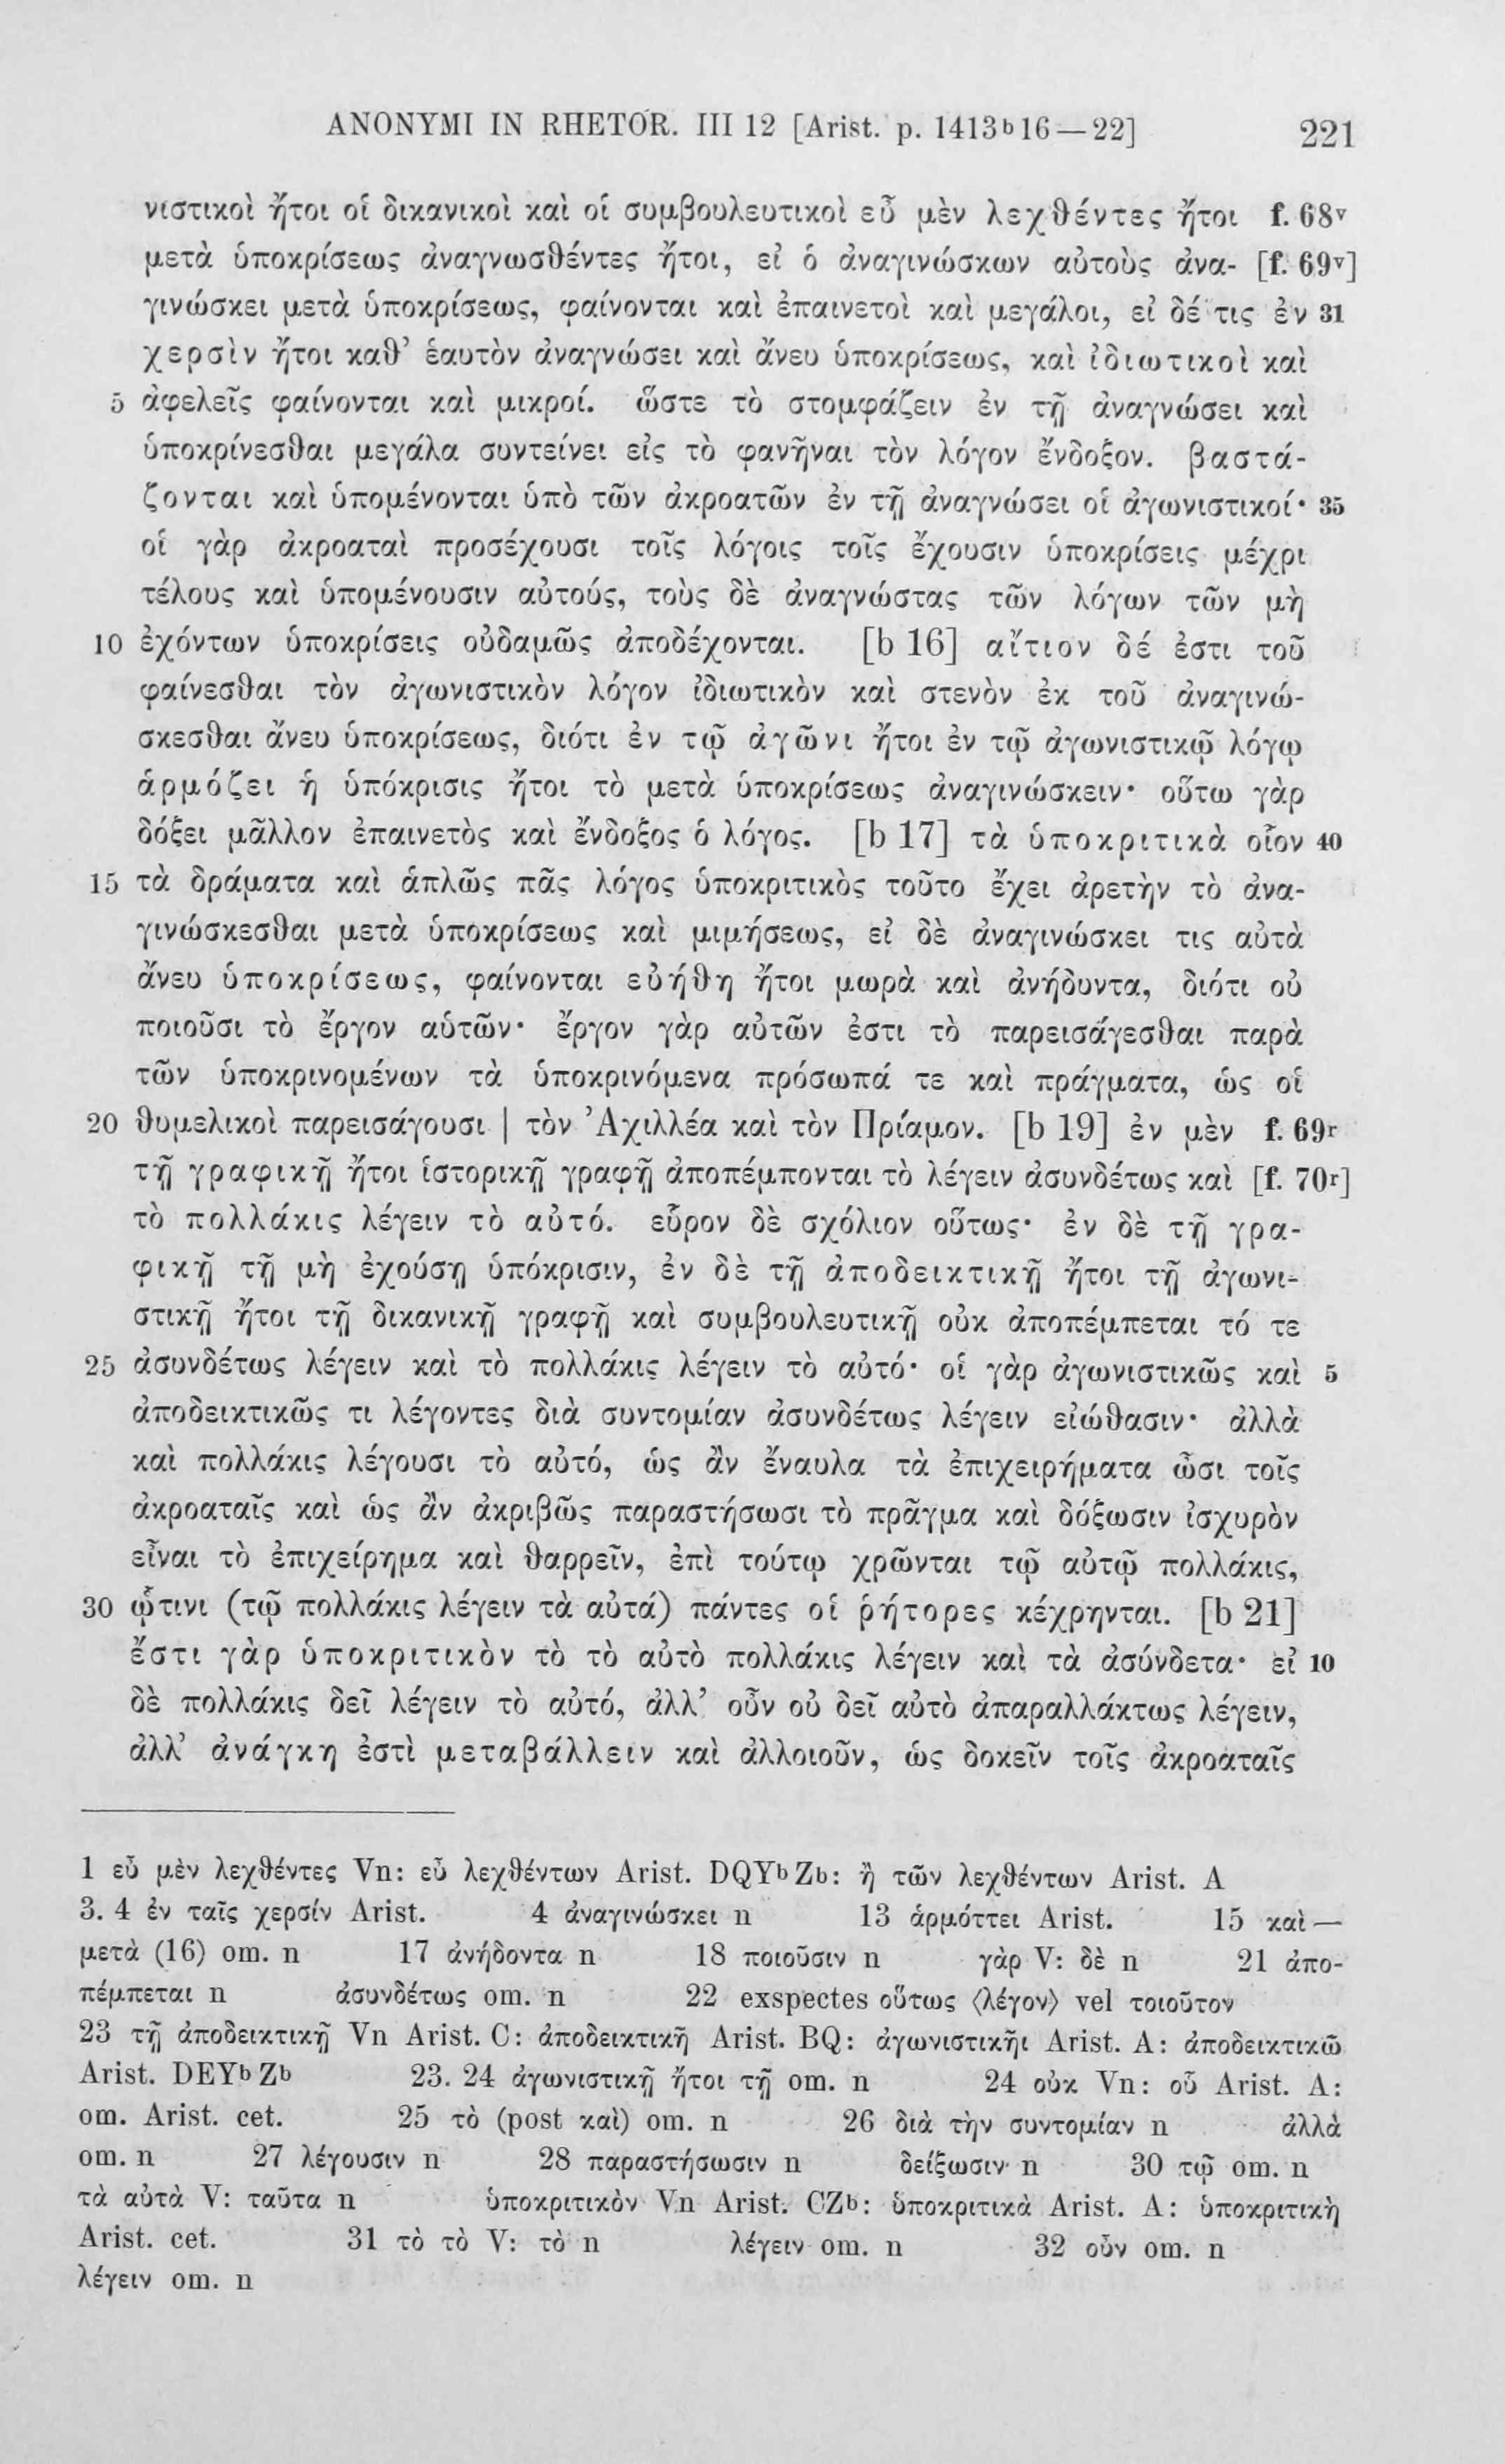 ANONYMI IN RHETOR. III 12 [Arist. p. 1413b16—22] 221
νιστικοὶ ἤτοι οἱ δικανικοὶ καὶ οἱ συμβουλευτικοὶ εὖ μὲν λεχθέντες ἤτοι f. 68v
μετὰ ὑποκρίσεως ἀναγνωσθέντες ἤτοι, εἰ ὁ ἀναγινώσκων αὐτοὺς ἀνα- [f. 69v]
γινώσκει μετὰ ὑποκρίσεως, φαίνονται καὶ ἐπαινετοὶ καὶ μεγάλοι, εἰ δέ τις ἐν 31
χερσὶν ἤτοι καθ’ ἑαυτὸν ἀναγνώσει καὶ ἄνευ ὑποκρίσεως, καὶ ἰδιωτικοὶ καὶ
5 ἀφελεῖς φαίνονται καὶ μικροί. ὥστε τὸ στομφάζειν ἐν τῇ ἀναγνώσει καὶ
ὑποκρίνεσθαι μεγάλα συντείνει εἰς τὸ φανῆναι τὸν λόγον ἔνδοξον. βαστά-
ζονται καὶ ὑπομένονται ὑπὸ τῶν ἀκροατῶν ἐν τῇ ἀναγνώσει οἱ ἀγωνιστικοί· 35
οἱ γὰρ ἀκροαταὶ προσέχουσι τοῖς λόγοις τοῖς ἔχουσιν ὑποκρίσεις μέχρι
τέλους καὶ ὑπομένουσιν αὐτούς, τοὺς δὲ ἀναγνώστας τῶν λόγων τῶν μὴ
10 ἐχόντων ὑποκρίσεις οὐδαμῶς ἀποδέχονται. [b 16] αἴτιον δέ ἐστι τοῦ
φαίνεσθαι τὸν ἀγωνιστικὸν λόγον ἰδιωτικὸν καὶ στενὸν ἐκ τοῦ ἀναγινώ-
σκεσθαι ἄνευ ὑποκρίσεως, διότι ἐν τῷ ἀγῶνι ἤτοι ἐν τῷ ἀγωνιστικῷ λόγῳ
ἁρμόζει ἡ ὑπόκρισις ἤτοι τὸ μετὰ ὑποκρίσεως ἀναγινώσκειν· οὕτω γὰρ
δόξει μᾶλλον ἐπαινετὸς καὶ ἔνδοξος ὁ λόγος. [b 17] τὰ ὑποκριτικὰ οἷον 40
15 τὰ δράματα καὶ ἁπλῶς πᾶς λόγος ὑποκριτικὸς τοῦτο ἔχει ἀρετὴν τὸ ἀνα-
γινώσκεσθαι μετὰ ὑποκρίσεως καὶ μιμήσεως, εἰ δὲ ἀναγινώσκει τις αὐτὰ
ἄνευ ὑποκρίσεως, φαίνονται εὐήθη ἤτοι μωρὰ καὶ ἀνήδυντα, διότι οὐ
ποιοῦσι τὸ ἔργον αὑτῶν· ἔργον γὰρ αὐτῶν ἐστι τὸ παρεισάγεσθαι παρὰ
τῶν ὑποκρινομένων τὰ ὑποκρινόμενα πρόσωπά τε καὶ πράγματα, ὡς οἱ
20 θυμελικοὶ παρεισάγουσι | τὸν Ἀχιλλέα καὶ τὸν Πρίαμον. [b 19] ἐν μὲν f. 69r
τῇ γραφικῇ ἤτοι ἱστορικῇ γραφῇ ἀποπέμπονται τὸ λέγειν ἀσυνδέτως καὶ [f. 70r]
τὸ πολλάκις λέγειν τὸ αὐτό. εὗρον δὲ σχόλιον οὕτως· ἐν δὲ τῇ γρα-
φικῇ τῇ μὴ ἐχούσῃ ὑπόκρισιν, ἐν δὲ τῇ ἀποδεικτικῇ ἤτοι τῇ ἀγωνι-
στικῇ ἤτοι τῇ δικανικῇ γραφῇ καὶ συμβουλευτικῇ οὐκ ἀποπέμπεται τό τε
25 ἀσυνδέτως λέγειν καὶ τὸ πολλάκις λέγειν τὸ αὐτό· οἱ γὰρ ἀγωνιστικῶς καὶ 5
ἀποδεικτικῶς τι λέγοντες διὰ συντομίαν ἀσυνδέτως λέγειν εἰώθασιν· ἀλλὰ
καὶ πολλάκις λέγουσι τὸ αὐτό, ὡς ἂν ἔναυλα τὰ ἐπιχειρήματα ὦσι τοῖς
ἀκροαταῖς καὶ ὡς ἂν ἀκριβῶς παραστήσωσι τὸ πρᾶγμα καὶ δόξωσιν ἰσχυρὸν
εἶναι τὸ ἐπιχείρημα καὶ θαρρεῖν, ἐπὶ τούτῳ χρῶνται τῷ αὐτῷ πολλάκις,
30 ᾧτινι (τῷ πολλάκις λέγειν τὰ αὐτά) πάντες οἱ ῥήτορες κέχρηνται. [b 21]
ἔστι γὰρ ὑποκριτικὸν τὸ τὸ αὐτὸ πολλάκις λέγειν καὶ τὰ ἀσύνδετα· εἰ 10
δὲ πολλάκις δεῖ λέγειν τὸ αὐτό, ἀλλ’ οὖν οὐ δεῖ αὐτὸ ἀπαραλλάκτως λέγειν,
ἀλλ’ ἀνάγκη ἐστὶ μεταβάλλειν καὶ ἀλλοιοῦν, ὡς δοκεῖν τοῖς ἀκροαταῖς
1 εὖ μὲν λεχθέντες Vn: εὖ λεχθέντων Arist. DQYbZb: ἢ τῶν λεχθέντων Arist. A
3. 4 ἐν ταῖς χερσίν Arist. 4 ἀναγινώσκει n 13 ἁρμόττει Arist. 15 καὶ—
μετὰ (16) om. n 17 ἀνήδοντα n 18 ποιοῦσιν n γὰρ V: δὲ n 21 ἀπο-
πέμπεται n ἀσυνδέτως om. n 22 exspectes οὕτως ⟨λέγον⟩ vel τοιοῦτον
23 τῇ ἀποδεικτικῇ Vn Arist. C: ἀποδεικτικῇ Arist. BQ: ἀγωνιστικῆι Arist. A: ἀποδεικτικῶ
Arist. DEYbZb 23. 24 ἀγωνιστικῇ ἤτοι τῇ om. n 24 οὐκ Vn: οὗ Arist. A:
om. Arist. cet. 25 τὸ (post καὶ) om. n 26 διὰ τὴν συντομίαν n ἀλλὰ
om. n 27 λέγουσιν n 28 παραστήσωσιν n δείξωσιν n 30 τῷ om. n
τὰ αὐτὰ V: ταῦτα n ὑποκριτικὸν Vn Arist. CZb: ὑποκριτικὰ Arist. A: ὑποκριτικὴ
Arist. cet. 31 τὸ τὸ V: τὸ n λέγειν om. n 32 οὖν om. n
λέγειν om. n